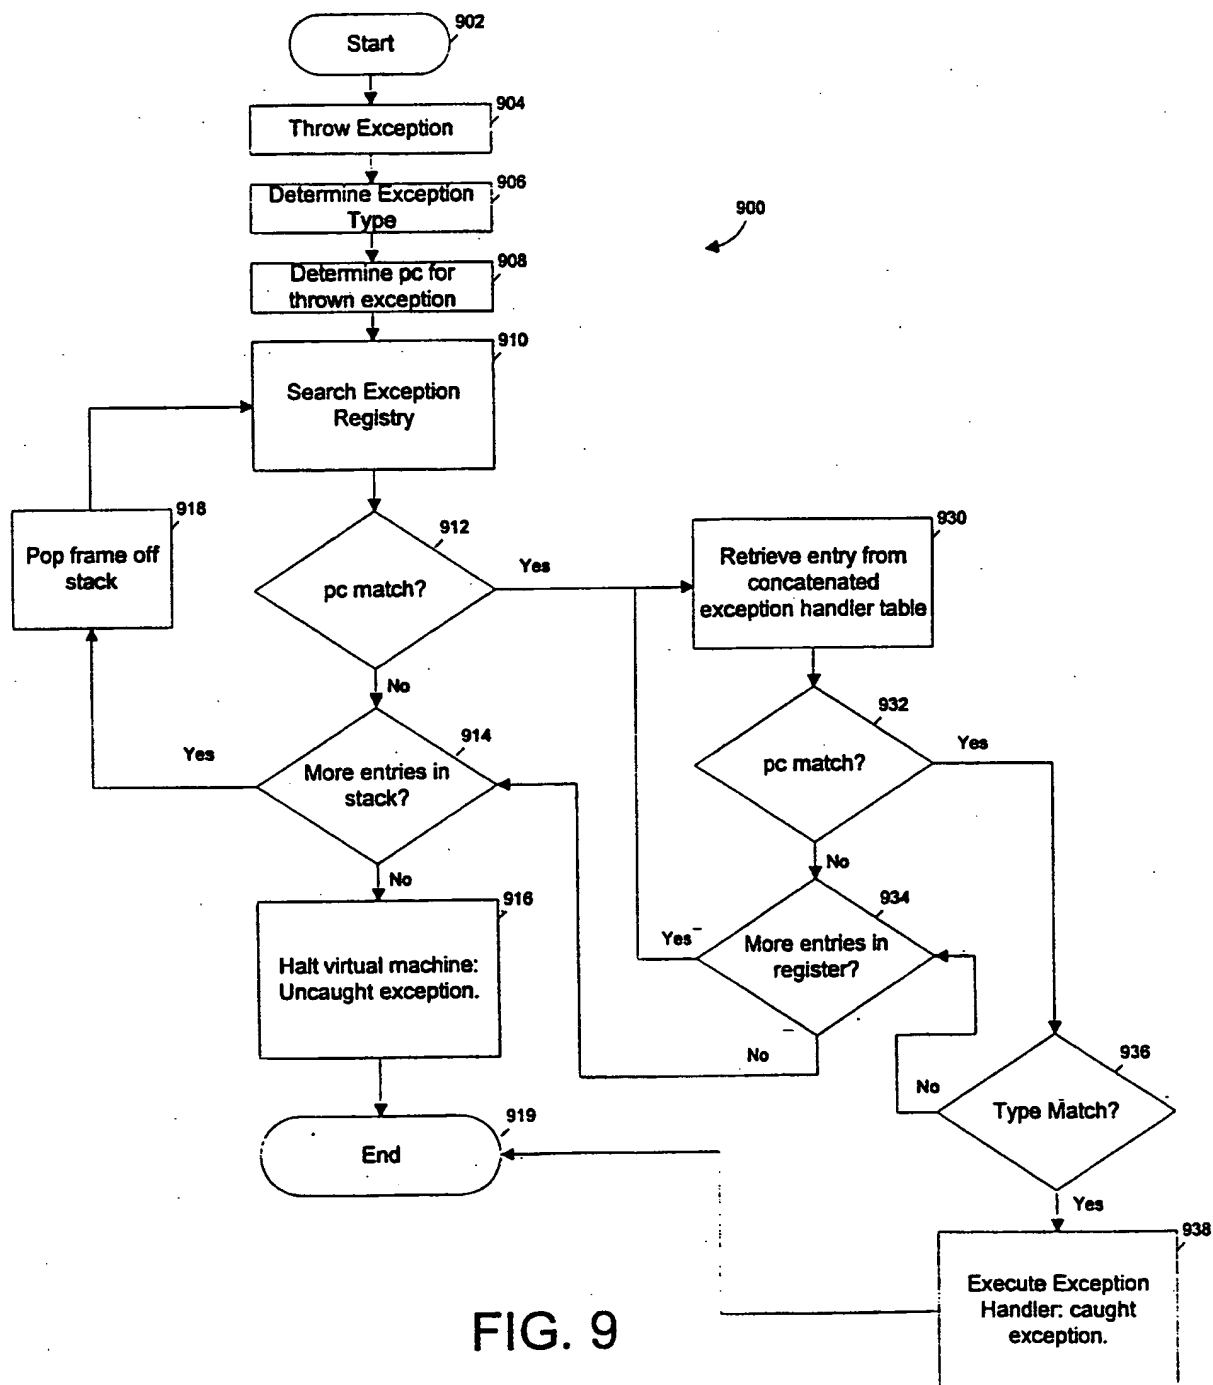 902
Start
904
Throw Exception
906
Determine Exception
Type
900
908
Determine pc for
thrown exception
910
Search Exception
Registry
918
Pop frame off
stack
912
pc match?
Yes
No
930
Retrieve entry from
concatenated
exception handler table
932
pc match?
Yes
No
914
More entries in
stack?
Yes
No
934
More entries in
register?
Yes
No
916
Halt virtual machine:
Uncaught exception.
936
Type Match?
No
Yes
919
End
938
Execute Exception
Handler: caught
exception.
FIG. 9